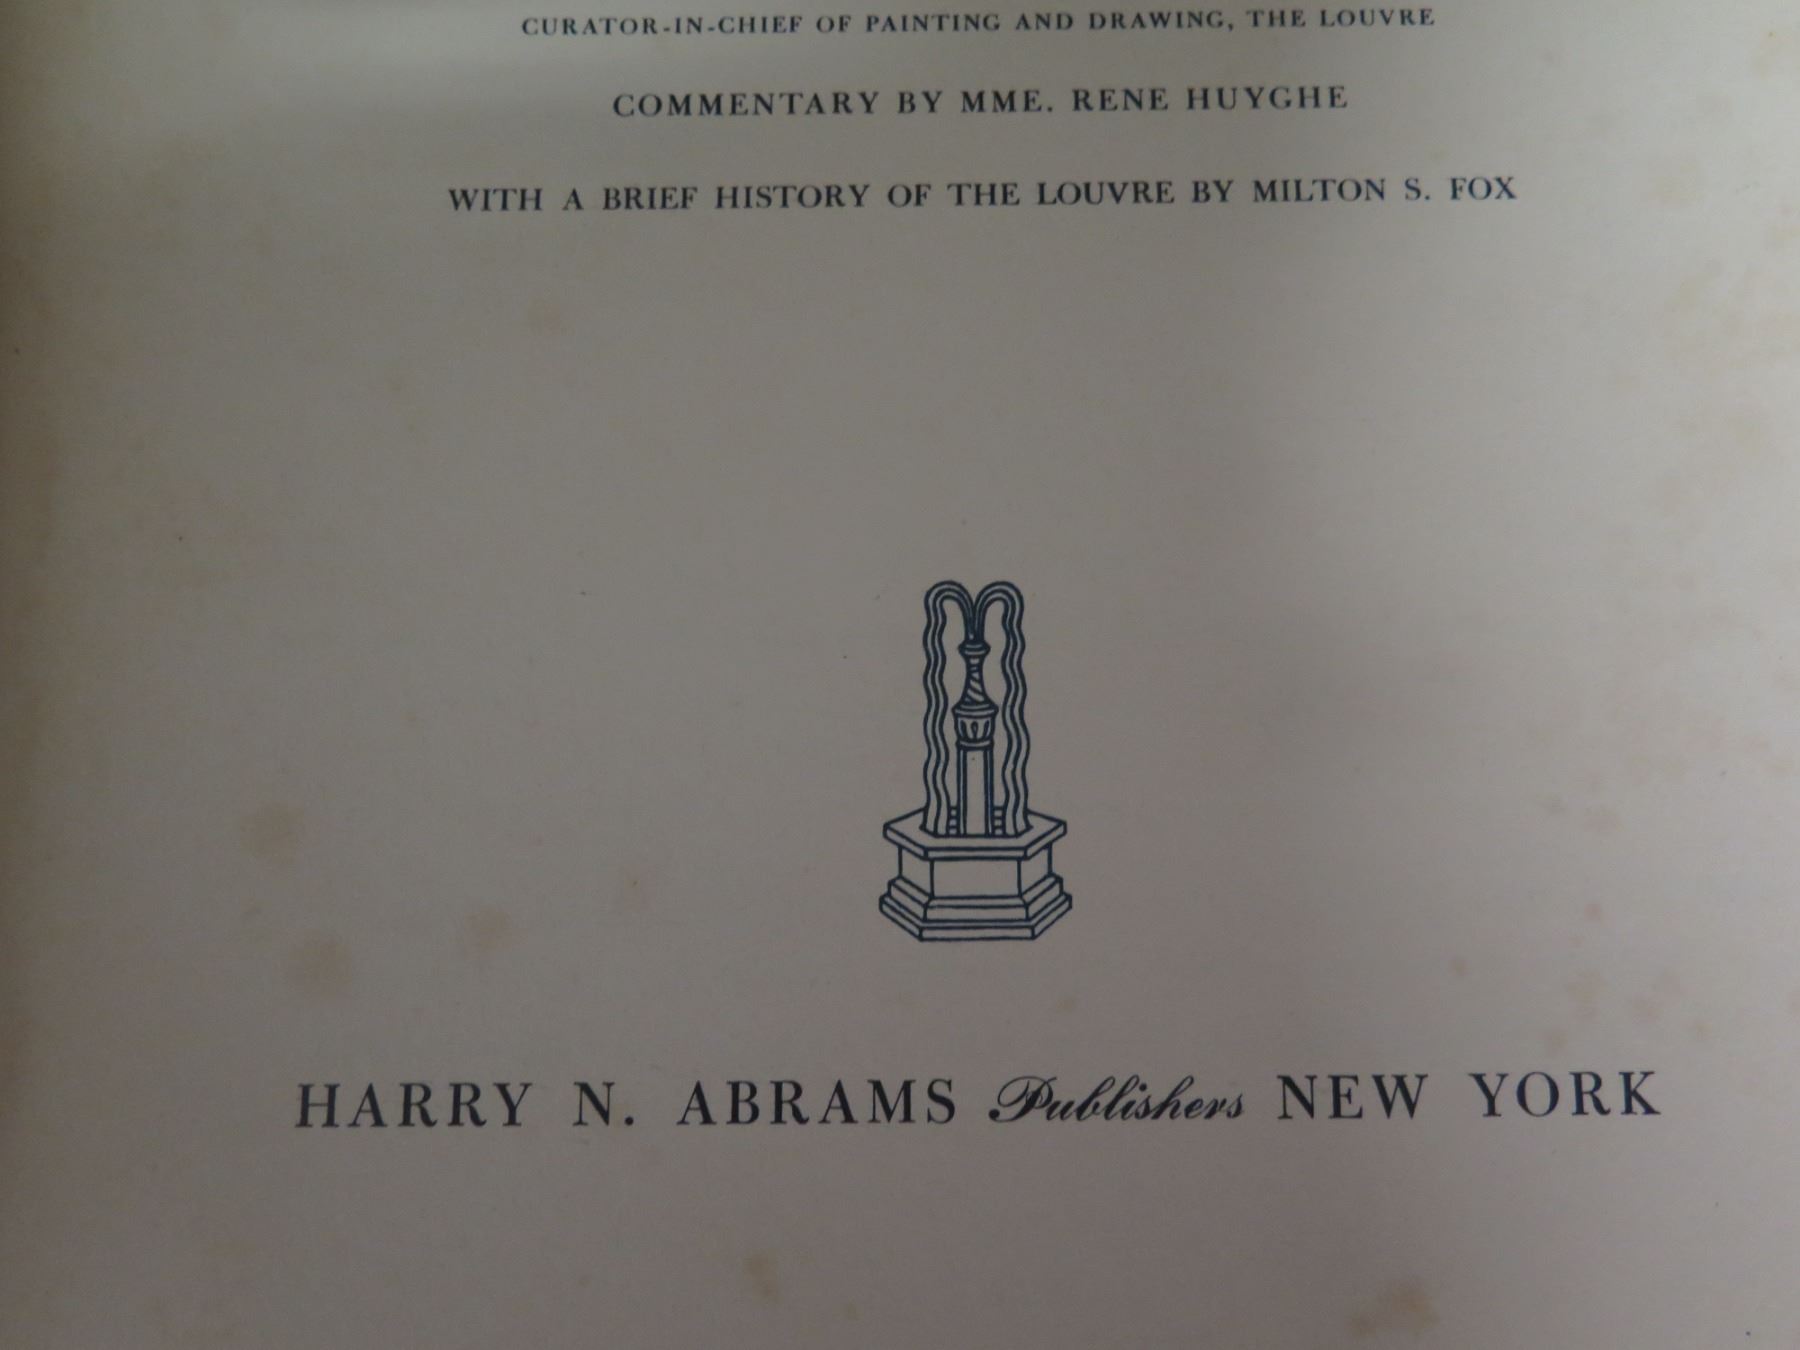 CURATOR-IN-CHIEF OF PAINTING AND DRAWING, THE LOUVRE
COMMENTARY BY MME. RENE HUYGHE
WITH A BRIEF HISTORY OF THE LOUVRE BY MILTON S. FOX
HARRY N. ABRAMS Publishers NEW YORK